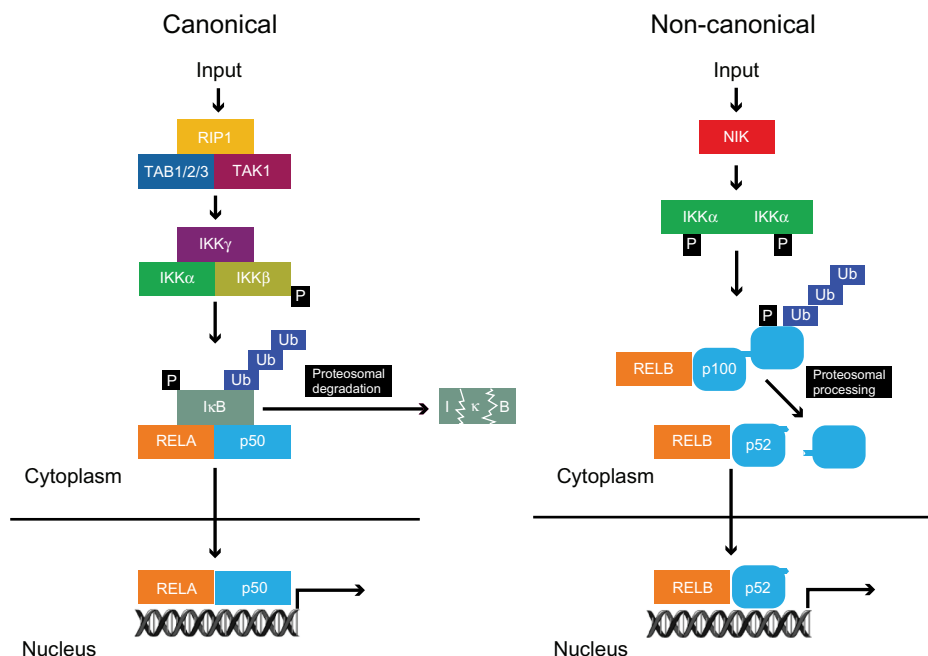 Canonical
Input
RIP1
TAB1/2/3 TAK1
IKKγ
IKKα IKKβ
P
Ub
Ub
Ub
P
IκB
RELA p50
Proteosomal
degradation
I κ B
Cytoplasm
RELA p50
Nucleus
Non-canonical
Input
NIK
IKKα IKKα
P P
Ub
Ub
Ub
P
RELB p100
Proteosomal
processing
RELB p52
Cytoplasm
RELB p52
Nucleus